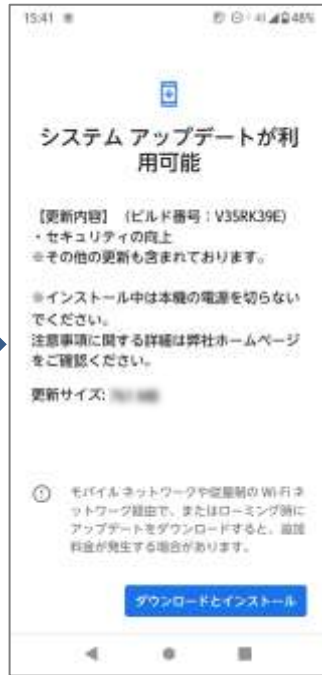 15:41
46%
システム アップデートが利
用可能
【更新内容】（ビルド番号：V35RK39E）
・セキュリティの向上
※その他の更新も含まれております。
※インストール中は本機の電源を切らない
でください。
注意事項に関する詳細は弊社ホームページ
をご確認ください。
更新サイズ:
モバイル ネットワークや従量制の Wi-Fi ネ
ットワーク経由で、またはローミング時に
アップデートをダウンロードすると、追加
料金が発生する場合があります。
ダウンロードとインストール